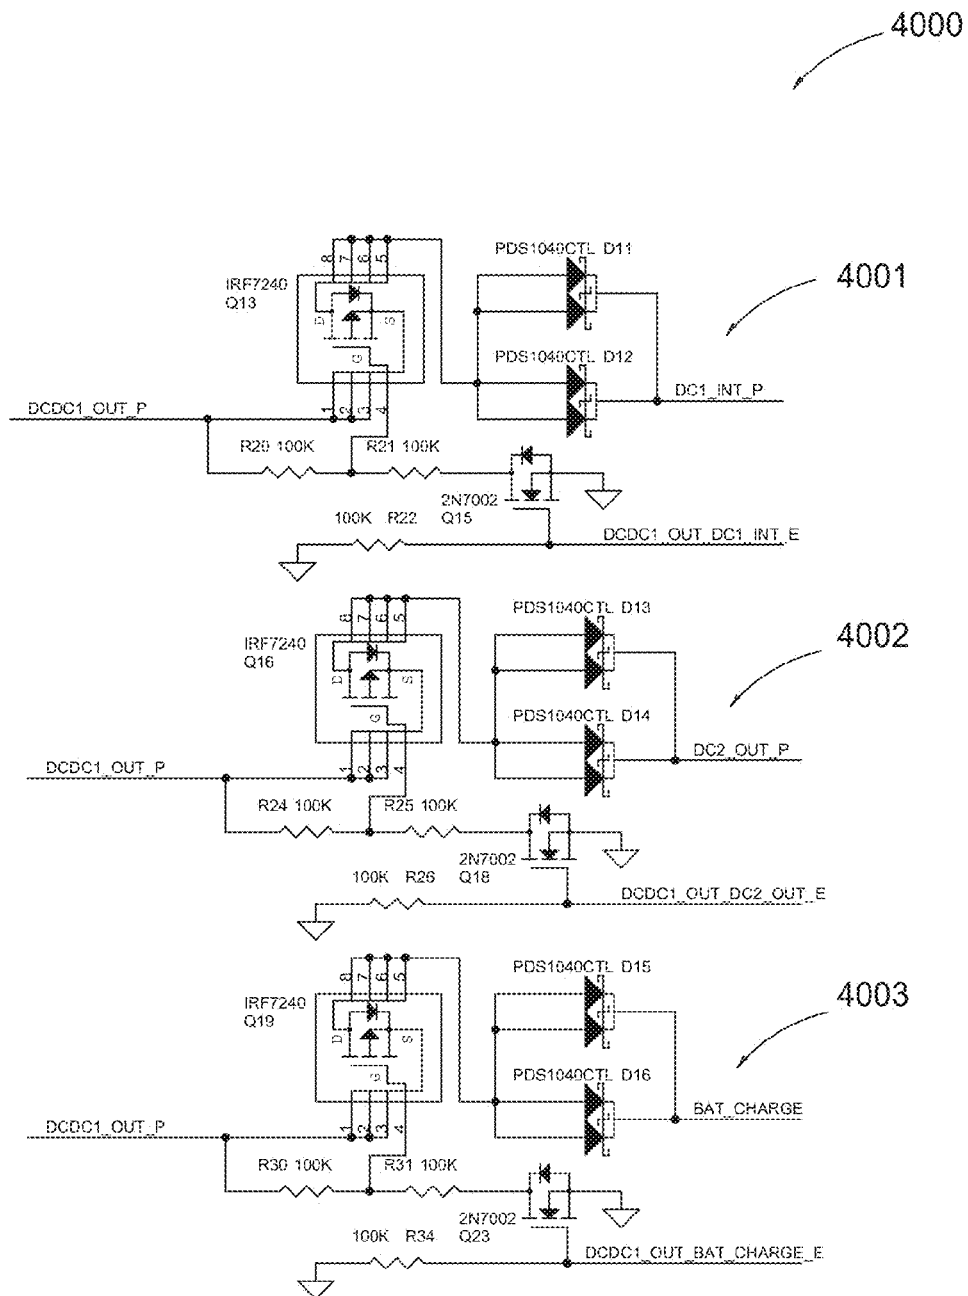 4000
PDS1040CTL D11
IRF7240
Q13
8 7 6 5
D S
G
4001
PDS1040CTL D12
DCDC1_OUT_P
1 2 3 4
DC1_INT_P
R20 100K
R21 100K
2N7002
Q15
100K R22
DCDC1_OUT_DC1_INT_E
PDS1040CTL D13
IRF7240
Q16
8 7 6 5
D S
G
4002
PDS1040CTL D14
DCDC1_OUT_P
1 2 3 4
DC2_OUT_P
R24 100K
R25 100K
2N7002
Q18
100K R26
DCDC1_OUT_DC2_OUT_E
PDS1040CTL D15
IRF7240
Q19
8 7 6 5
D S
G
4003
PDS1040CTL D16
DCDC1_OUT_P
1 2 3 4
BAT_CHARGE
R30 100K
R31 100K
2N7002
Q23
100K R34
DCDC1_OUT_BAT_CHARGE_E